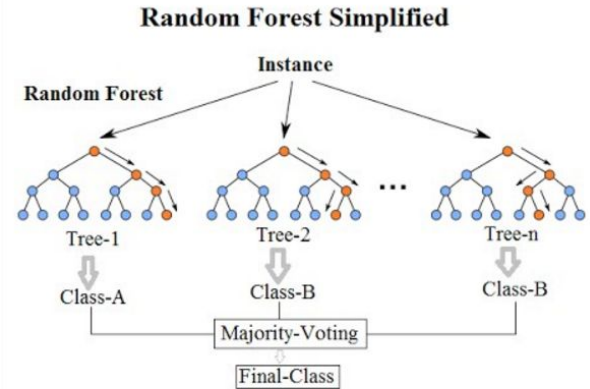 Random Forest Simplified
Instance
Random Forest
...
Tree-1
Tree-2
Tree-n
Class-A
Class-B
Class-B
Majority-Voting
Final-Class